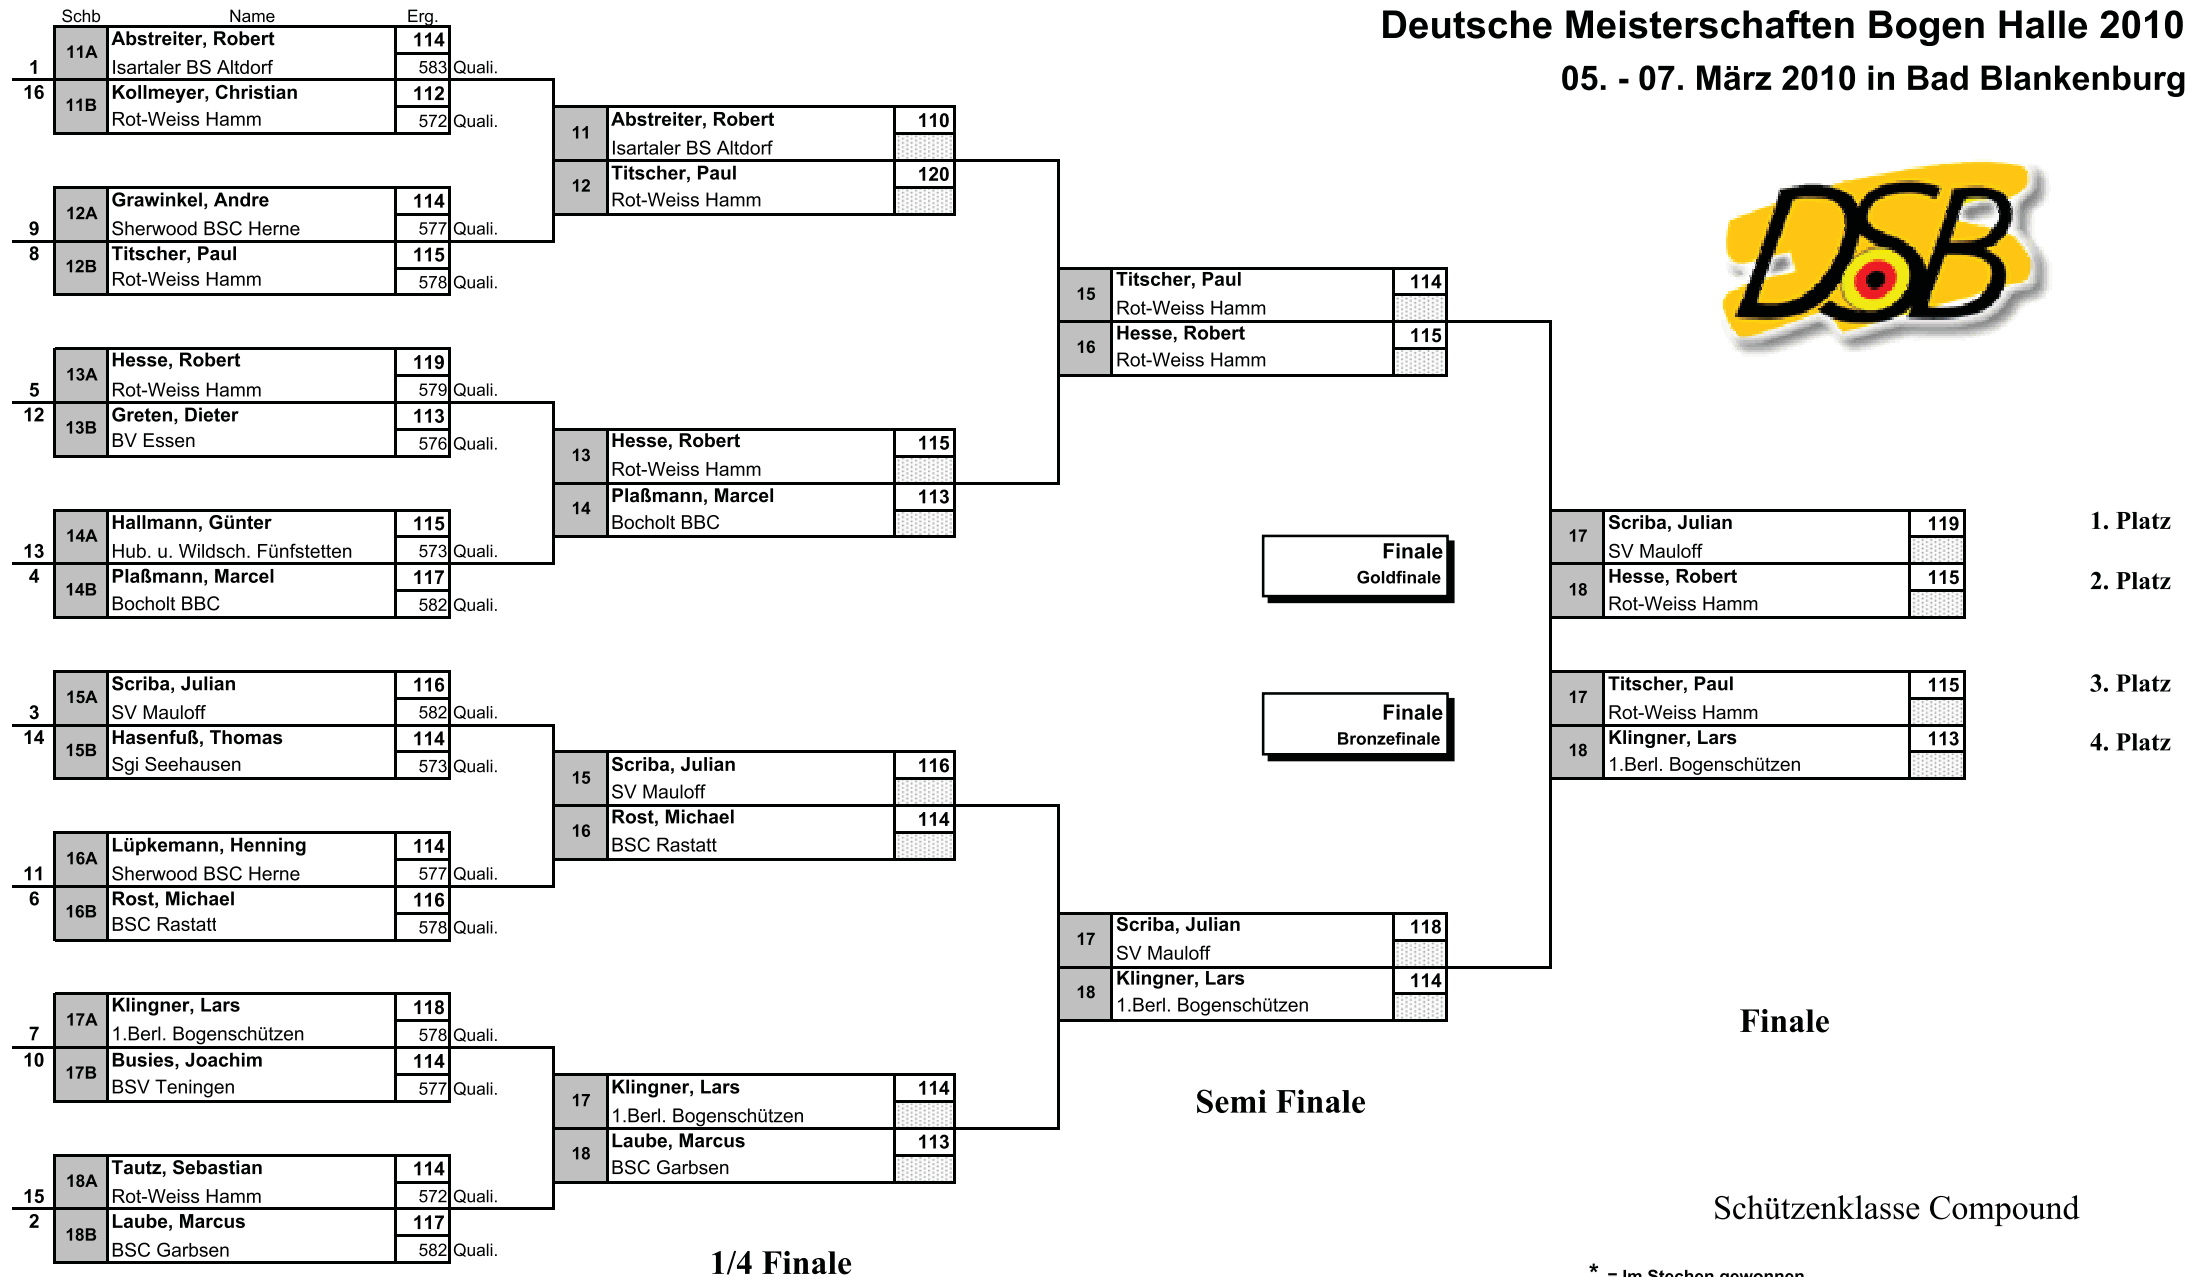 Schb Name Erg.
Deutsche Meisterschaften Bogen Halle 2010
05. - 07. März 2010 in Bad Blankenburg
DSB
1 11A Abstreiter, Robert 114
Isartaler BS Altdorf 583 Quali.
16 11B Kollmeyer, Christian 112
Rot-Weiss Hamm 572 Quali.
9 12A Grawinkel, Andre 114
Sherwood BSC Herne 577 Quali.
8 12B Titscher, Paul 115
Rot-Weiss Hamm 578 Quali.
5 13A Hesse, Robert 119
Rot-Weiss Hamm 579 Quali.
12 13B Greten, Dieter 113
BV Essen 576 Quali.
13 14A Hallmann, Günter 115
Hub. u. Wildsch. Fünfstetten 573 Quali.
4 14B Plaßmann, Marcel 117
Bocholt BBC 582 Quali.
3 15A Scriba, Julian 116
SV Mauloff 582 Quali.
14 15B Hasenfuß, Thomas 114
Sgi Seehausen 573 Quali.
11 16A Lüpkemann, Henning 114
Sherwood BSC Herne 577 Quali.
6 16B Rost, Michael 116
BSC Rastatt 578 Quali.
7 17A Klingner, Lars 118
1.Berl. Bogenschützen 578 Quali.
10 17B Busies, Joachim 114
BSV Teningen 577 Quali.
15 18A Tautz, Sebastian 114
Rot-Weiss Hamm 572 Quali.
2 18B Laube, Marcus 117
BSC Garbsen 582 Quali.
11 Abstreiter, Robert 110
Isartaler BS Altdorf
12 Titscher, Paul 120
Rot-Weiss Hamm
13 Hesse, Robert 115
Rot-Weiss Hamm
14 Plaßmann, Marcel 113
Bocholt BBC
15 Scriba, Julian 116
SV Mauloff
16 Rost, Michael 114
BSC Rastatt
17 Klingner, Lars 114
1.Berl. Bogenschützen
18 Laube, Marcus 113
BSC Garbsen
1/4 Finale
15 Titscher, Paul 114
Rot-Weiss Hamm
16 Hesse, Robert 115
Rot-Weiss Hamm
17 Scriba, Julian 118
SV Mauloff
18 Klingner, Lars 114
1.Berl. Bogenschützen
Semi Finale
Finale
Goldfinale
17 Scriba, Julian 119 1. Platz
SV Mauloff
18 Hesse, Robert 115 2. Platz
Rot-Weiss Hamm
Finale
Bronzefinale
17 Titscher, Paul 115 3. Platz
Rot-Weiss Hamm
18 Klingner, Lars 113 4. Platz
1.Berl. Bogenschützen
Finale
Schützenklasse Compound
* = Im Stechen gewonnen